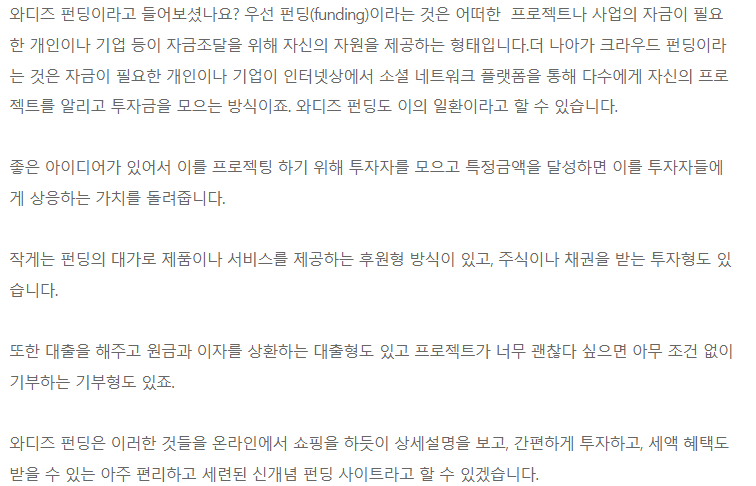 와디즈 펀딩이라고 들어보셨나요? 우선 펀딩(funding)이라는 것은 어떠한  프로젝트나 사업의 자금이 필요
한 개인이나 기업 등이 자금조달을 위해 자신의 자원을 제공하는 형태입니다.더 나아가 크라우드 펀딩이라
는 것은 자금이 필요한 개인이나 기업이 인터넷상에서 소셜 네트워크 플랫폼을 통해 다수에게 자신의 프로
젝트를 알리고 투자금을 모으는 방식이죠. 와디즈 펀딩도 이의 일환이라고 할 수 있습니다.
좋은 아이디어가 있어서 이를 프로젝팅 하기 위해 투자자를 모으고 특정금액을 달성하면 이를 투자자들에
게 상응하는 가치를 돌려줍니다.
작게는 펀딩의 대가로 제품이나 서비스를 제공하는 후원형 방식이 있고, 주식이나 채권을 받는 투자형도 있
습니다.
또한 대출을 해주고 원금과 이자를 상환하는 대출형도 있고 프로젝트가 너무 괜찮다 싶으면 아무 조건 없이
기부하는 기부형도 있죠.
와디즈 펀딩은 이러한 것들을 온라인에서 쇼핑을 하듯이 상세설명을 보고, 간편하게 투자하고, 세액 혜택도
받을 수 있는 아주 편리하고 세련된 신개념 펀딩 사이트라고 할 수 있겠습니다.